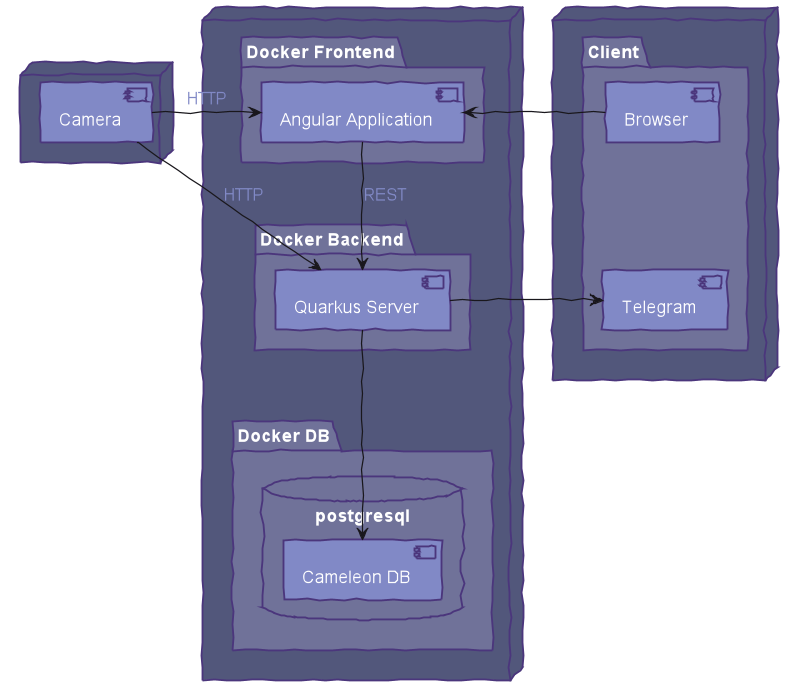 Docker Frontend
Client
Camera
HTTP
Angular Application
Browser
HTTP
REST
Docker Backend
Quarkus Server
Telegram
Docker DB
postgresql
Cameleon DB